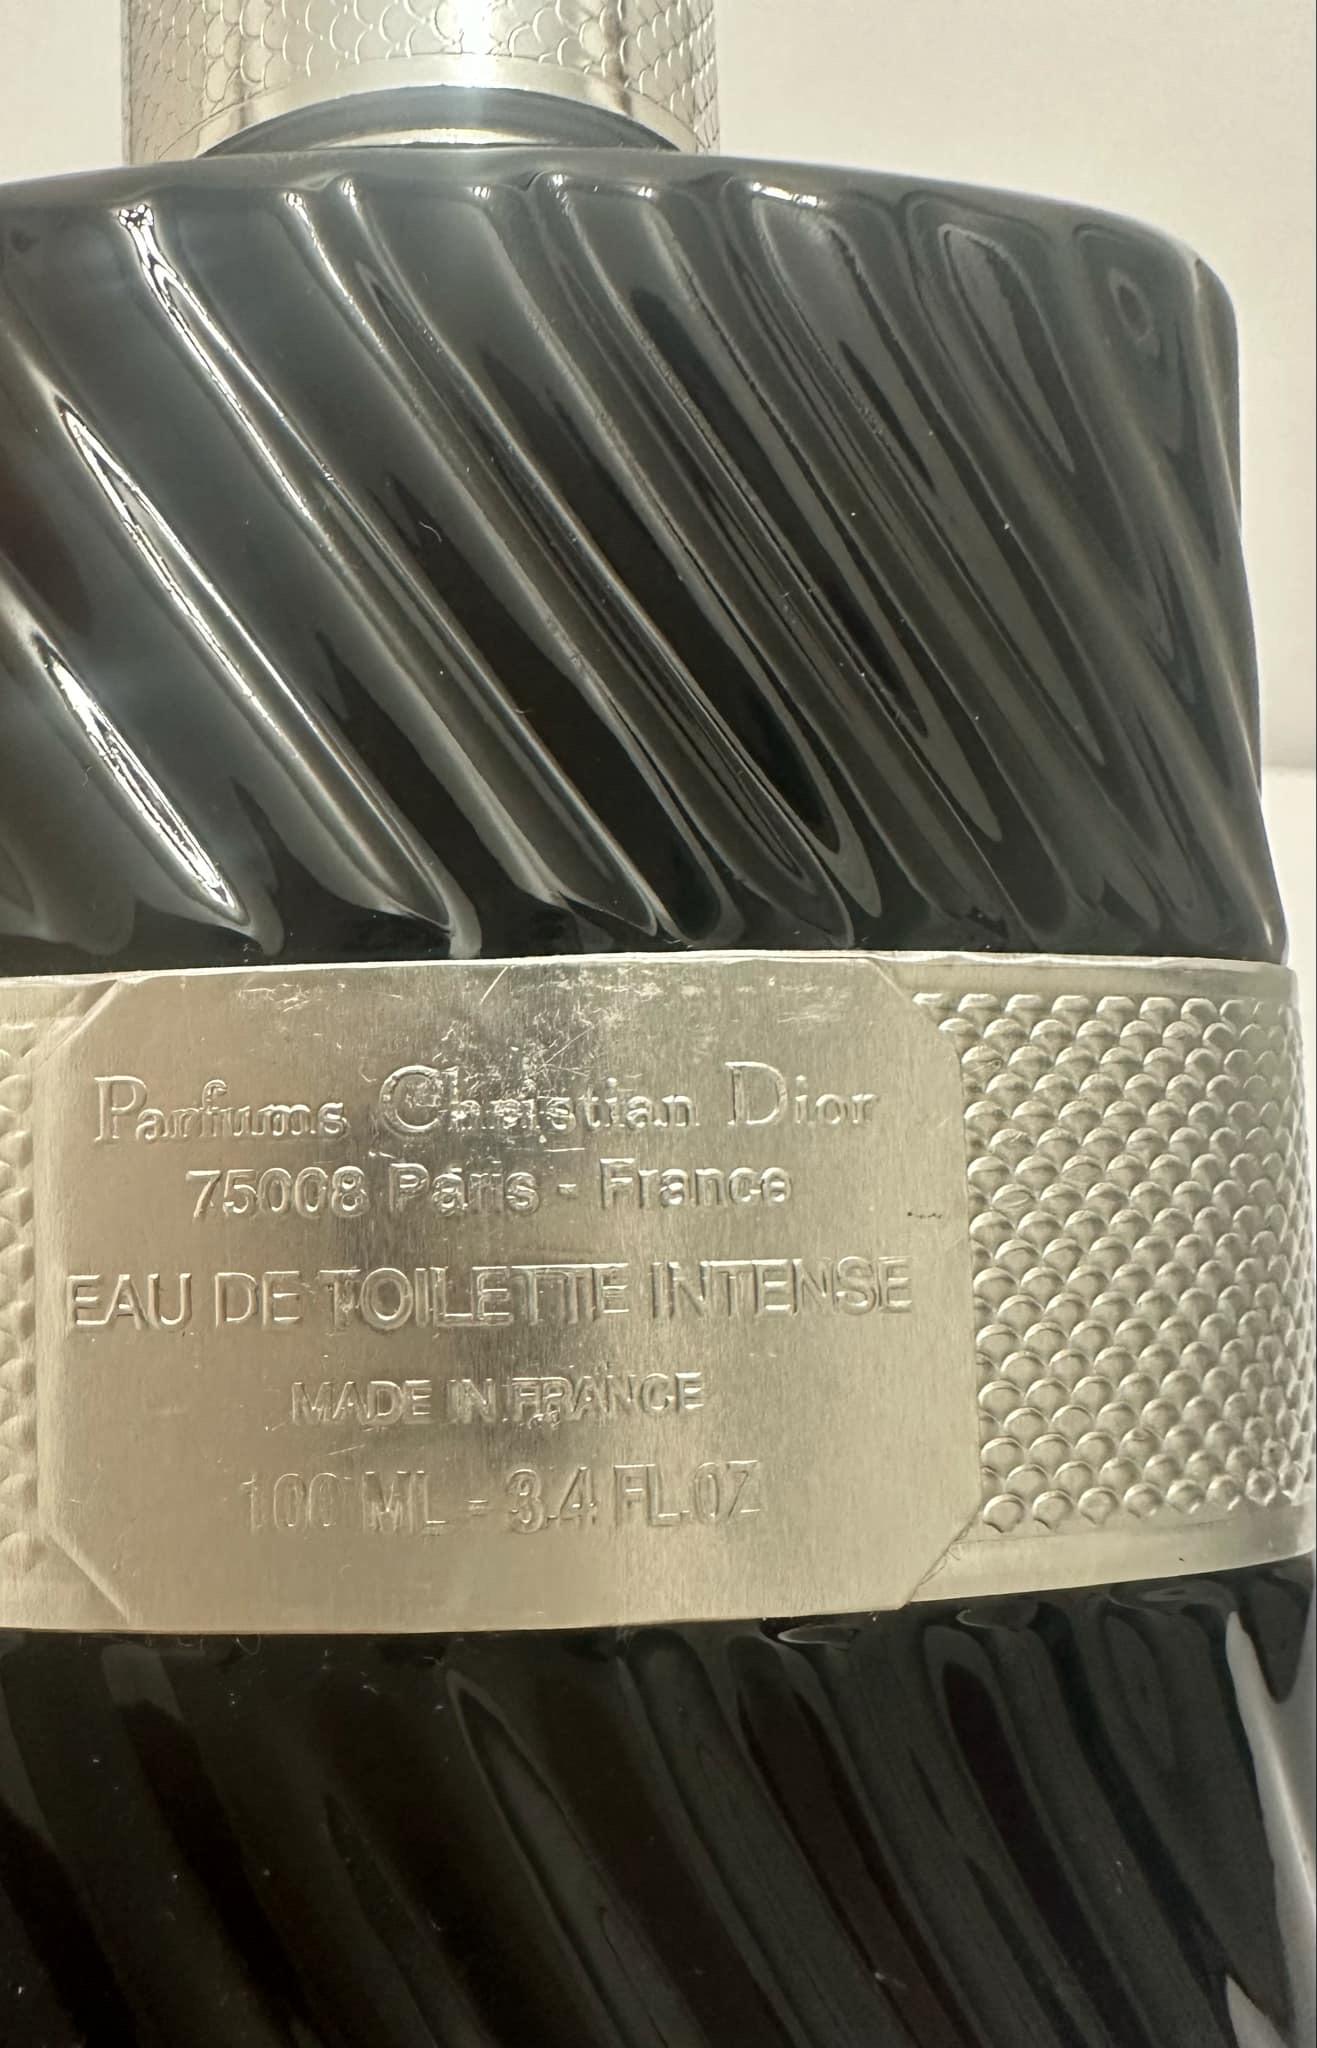 Parfums Christian Dior
75008 Paris - France
EAU DE TOILETTE INTENSE
MADE IN FRANCE
100 ML - 3.4 FL.OZ